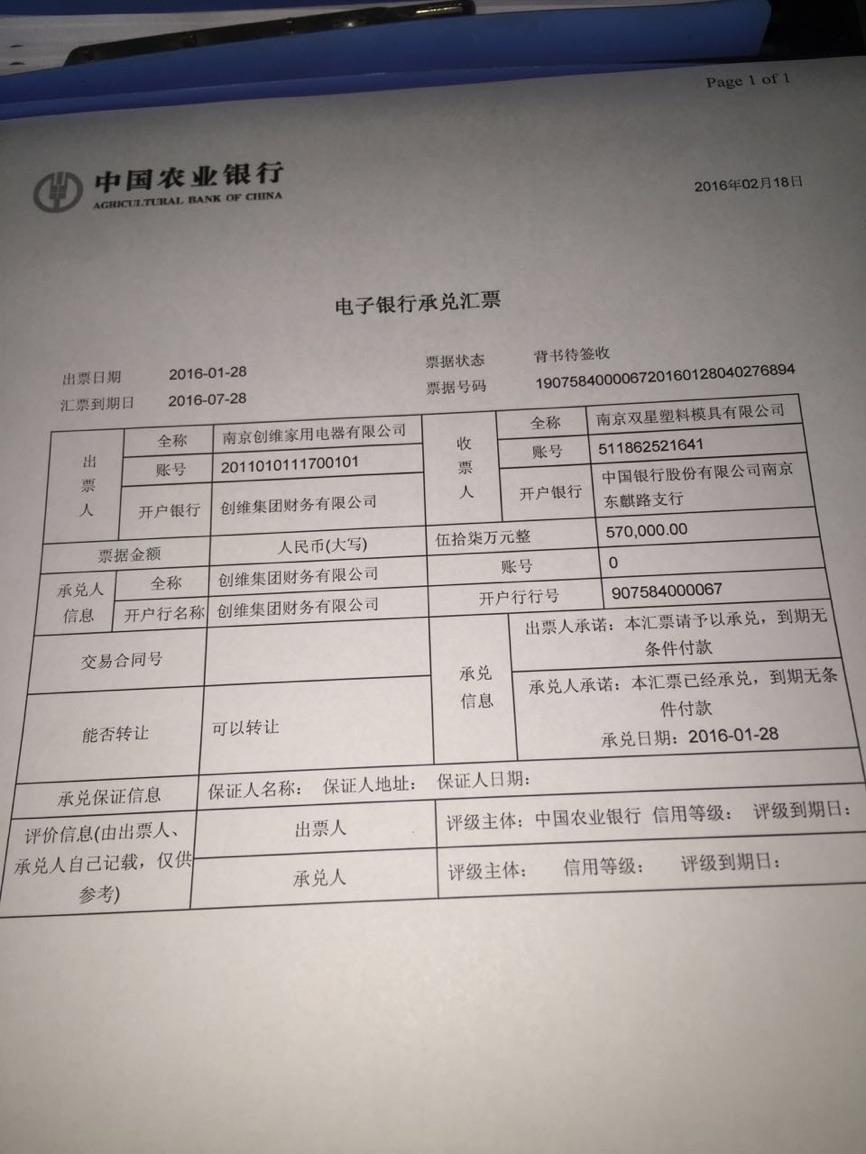 Page 1 of 1
中国农业银行
AGRICULTURAL BANK OF CHINA
2016年02月18日
电子银行承兑汇票
出票日期 2016-01-28 票据状态 背书待签收
汇票到期日 2016-07-28 票据号码 190758400006720160128040276894
出票人 全称 南京创维家用电器有限公司 收票人 全称 南京双星塑料模具有限公司
账号 2011010111700101 账号 511862521641
开户银行 创维集团财务有限公司 开户银行 中国银行股份有限公司南京
东麒路支行
票据金额 人民币(大写) 伍拾柒万元整 570,000.00
承兑人
信息
全称 创维集团财务有限公司 账号 0
开户行名称 创维集团财务有限公司 开户行行号 907584000067
交易合同号
承兑
信息
出票人承诺：本汇票请予以承兑，到期无
条件付款
能否转让 可以转让
承兑人承诺：本汇票已经承兑，到期无条
件付款
承兑日期：2016-01-28
承兑保证信息 保证人名称： 保证人地址： 保证人日期：
评价信息(由出票人、
承兑人自己记载，仅供
参考)
出票人 评级主体：中国农业银行 信用等级： 评级到期日：
承兑人 评级主体： 信用等级： 评级到期日：